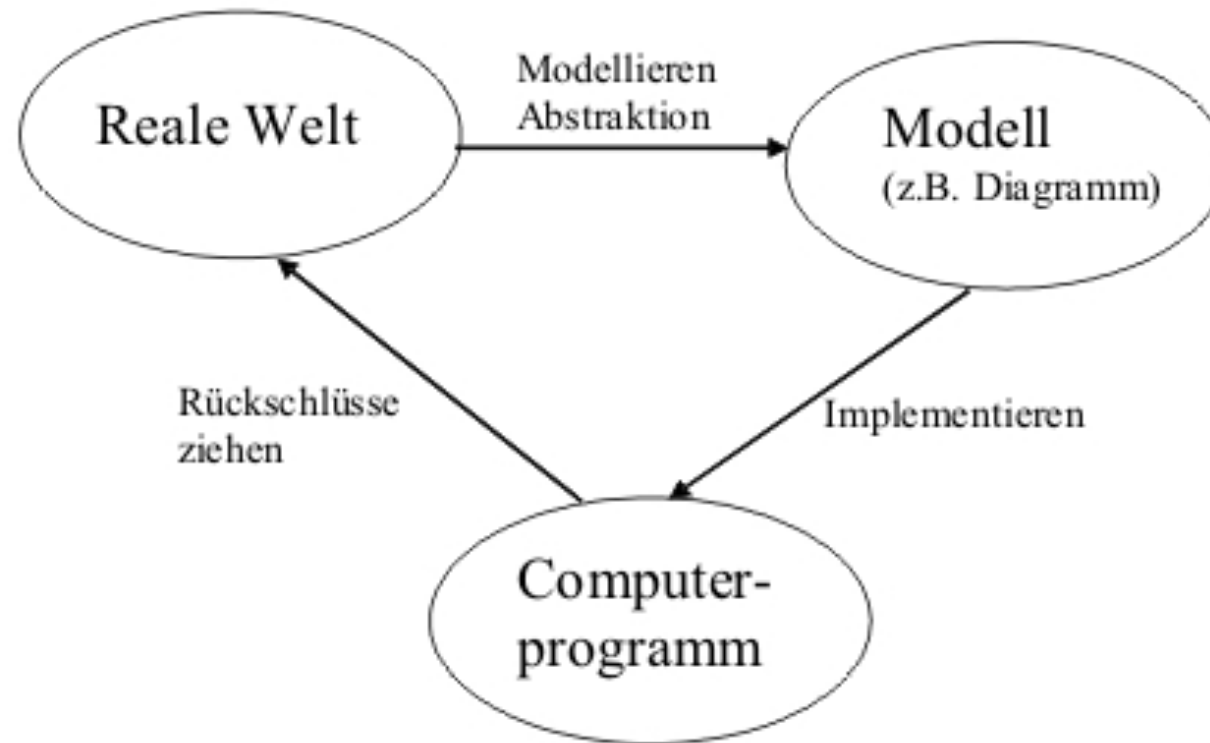 Reale Welt
Modellieren
Abstraktion
Modell
(z.B. Diagramm)
Rückschlüsse
ziehen
Implementieren
Computer-
programm